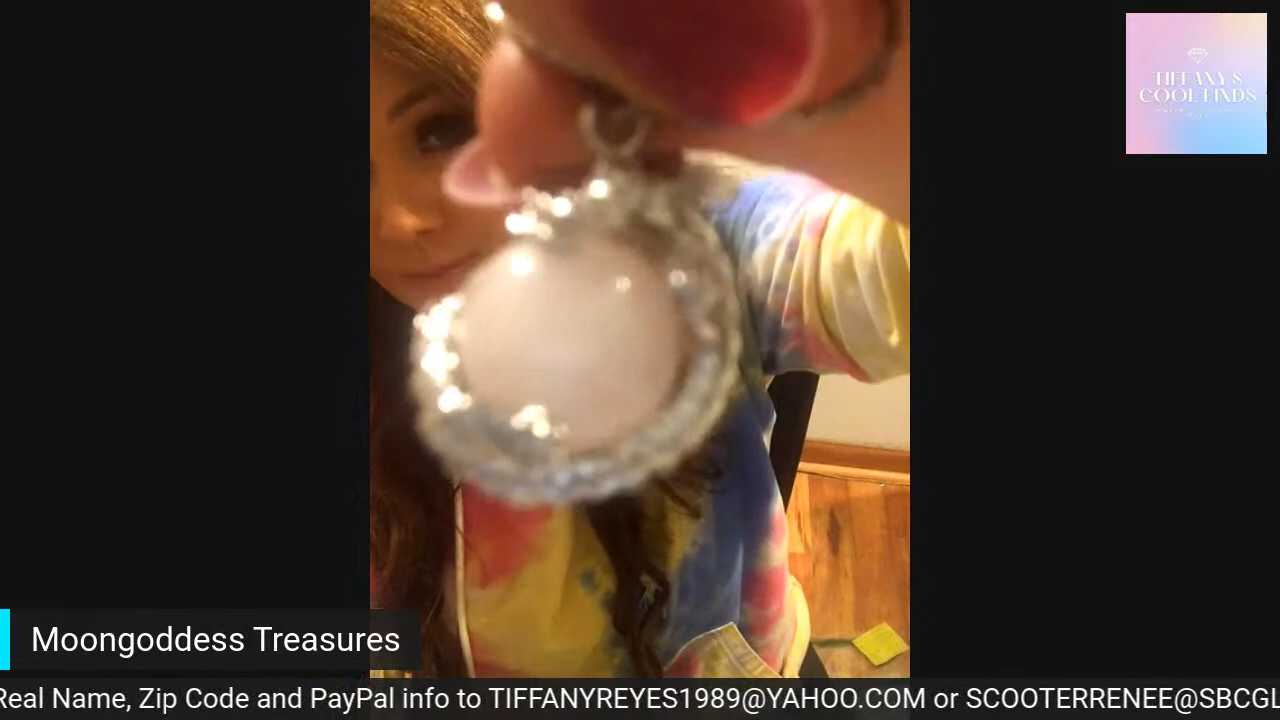 TIFFANY'S
COOL FINDS
Moongoddess Treasures
Real Name, Zip Code and PayPal info to TIFFANYREYES1989@YAHOO.COM or SCOOTERRENEE@SBCGL